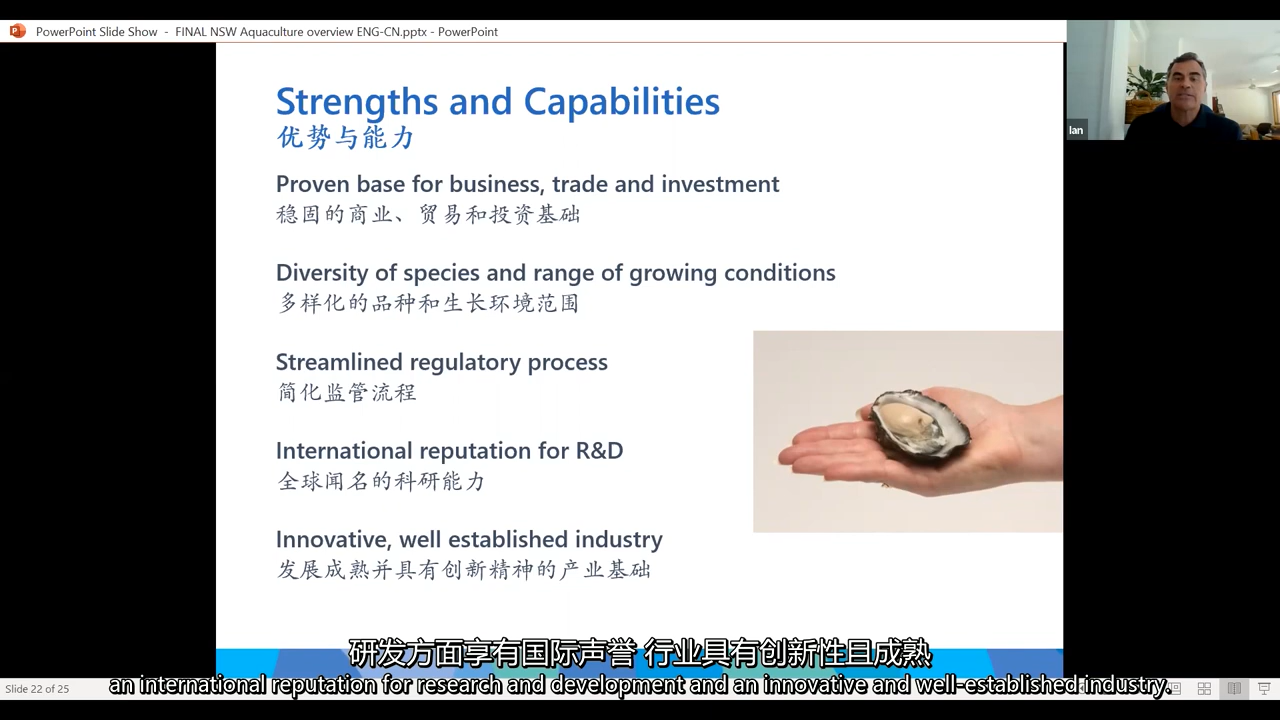 PowerPoint Slide Show - FINAL NSW Aquaculture overview ENG-CN.pptx - PowerPoint
Strengths and Capabilities
优势与能力
Proven base for business, trade and investment
稳固的商业、贸易和投资基础
Diversity of species and range of growing conditions
多样化的品种和生长环境范围
Streamlined regulatory process
简化监管流程
International reputation for R&D
全球闻名的科研能力
Innovative, well established industry
发展成熟并具有创新精神的产业基础
Ian
研发方面享有国际声誉 行业具有创新性且成熟
an international reputation for research and development and an innovative and well-established industry.
Slide 22 of 25